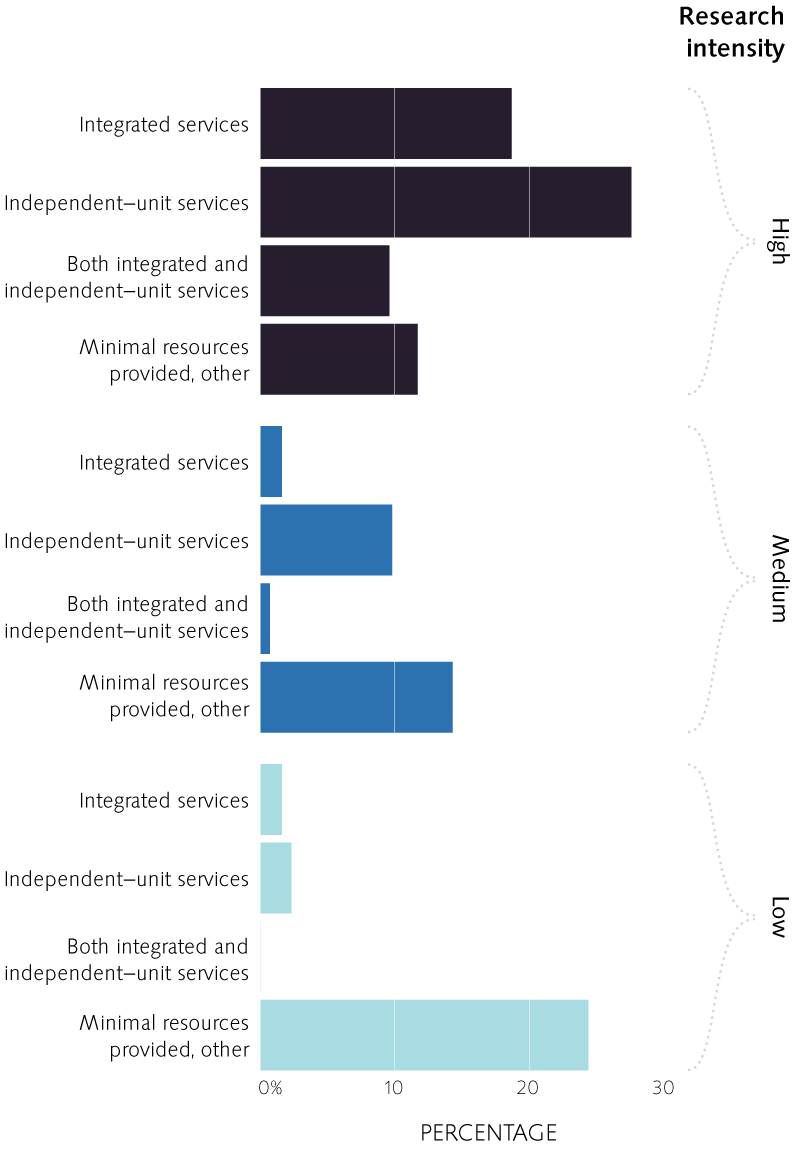 Research
intensity
Integrated services
Independent–unit services
Both integrated and
independent–unit services
Minimal resources
provided, other
High
Integrated services
Independent–unit services
Both integrated and
independent–unit services
Minimal resources
provided, other
Medium
Integrated services
Independent–unit services
Both integrated and
independent–unit services
Minimal resources
provided, other
Low
0% 10 20 30
PERCENTAGE